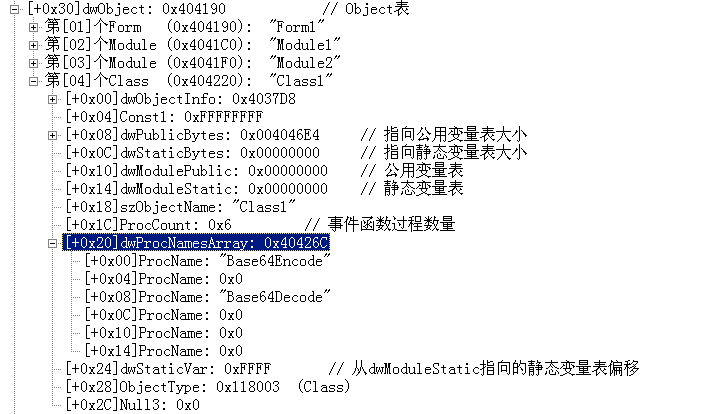 [+0x30]dwObject: 0x404190 // Object表
第[01]个Form (0x404190): "Form1"
第[02]个Module (0x4041C0): "Module1"
第[03]个Module (0x4041F0): "Module2"
第[04]个Class (0x404220): "Class1"
[+0x00]dwObjectInfo: 0x4037D8
[+0x04]Const1: 0xFFFFFFFF
[+0x08]dwPublicBytes: 0x004046E4 // 指向公用变量表大小
[+0x0C]dwStaticBytes: 0x00000000 // 指向静态变量表大小
[+0x10]dwModulePublic: 0x00000000 // 公用变量表
[+0x14]dwModuleStatic: 0x00000000 // 静态变量表
[+0x18]szObjectName: "Class1"
[+0x1C]ProcCount: 0x6 // 事件函数过程数量
[+0x20]dwProcNamesArray: 0x40426C
[+0x00]ProcName: "Base64Encode"
[+0x04]ProcName: 0x0
[+0x08]ProcName: "Base64Decode"
[+0x0C]ProcName: 0x0
[+0x10]ProcName: 0x0
[+0x14]ProcName: 0x0
[+0x24]dwStaticVar: 0xFFFF // 从dwModuleStatic指向的静态变量表偏移
[+0x28]ObjectType: 0x118003 (Class)
[+0x2C]Null3: 0x0